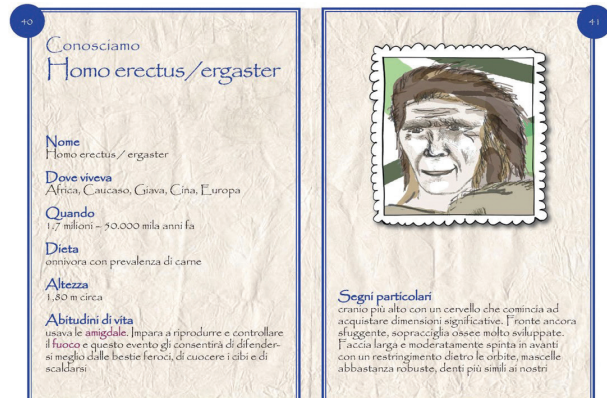 40
Conosciamo
Homo erectus/ergaster
Nome
Homo erectus / ergaster
Dove viveva
Africa, Caucaso, Giava, Cina, Europa
Quando
1,7 milioni – 50.000 mila anni fa
Dieta
onnivora con prevalenza di carne
Altezza
1,80 m circa
Abitudini di vita
usava le amigdale. Impara a riprodurre e controllare
il fuoco e questo evento gli consentirà di difender-
si meglio dalle bestie feroci, di cuocere i cibi e di
scaldarsi
41
Segni particolari
cranio più alto con un cervello che comincia ad
acquistare dimensioni significative. Fronte ancora
sfuggente, sopracciglia ossee molto sviluppate.
Faccia larga e moderatamente spinta in avanti
con un restringimento dietro le orbite, mascelle
abbastanza robuste, denti più simili ai nostri